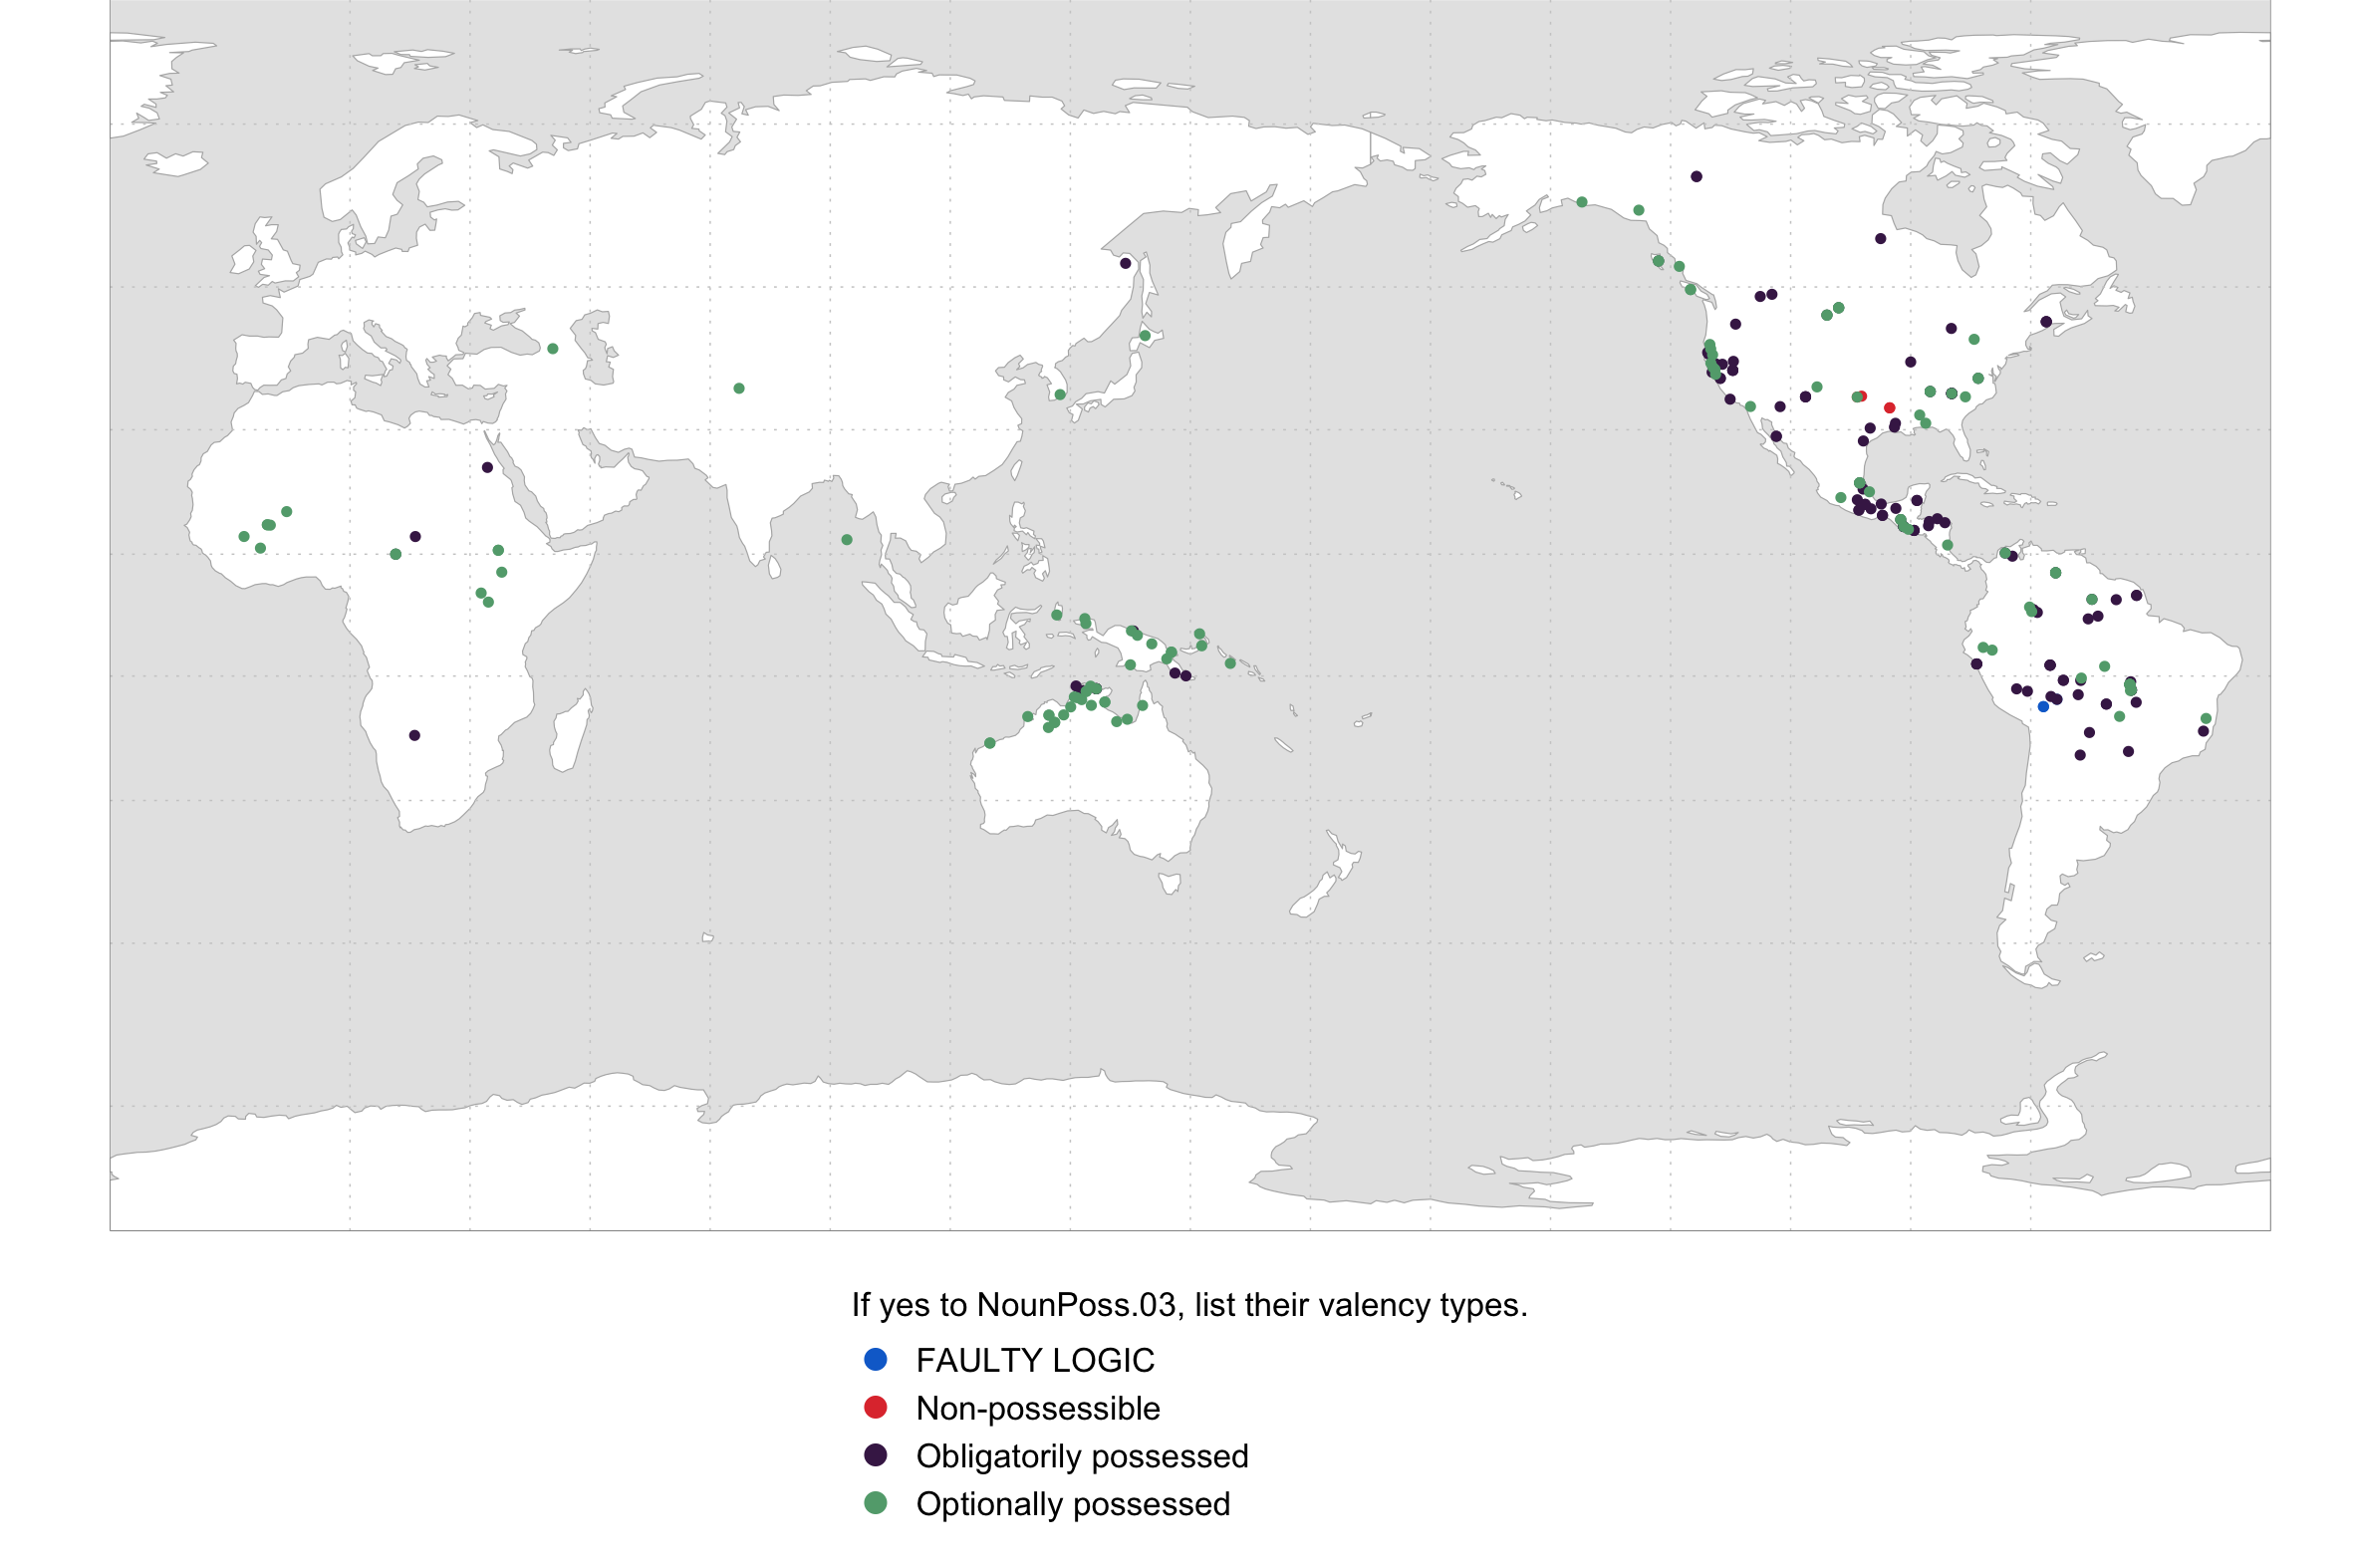 If yes to NounPoss.03, list their valency types.
FAULTY LOGIC
Non-possessible
Obligatorily possessed
Optionally possessed